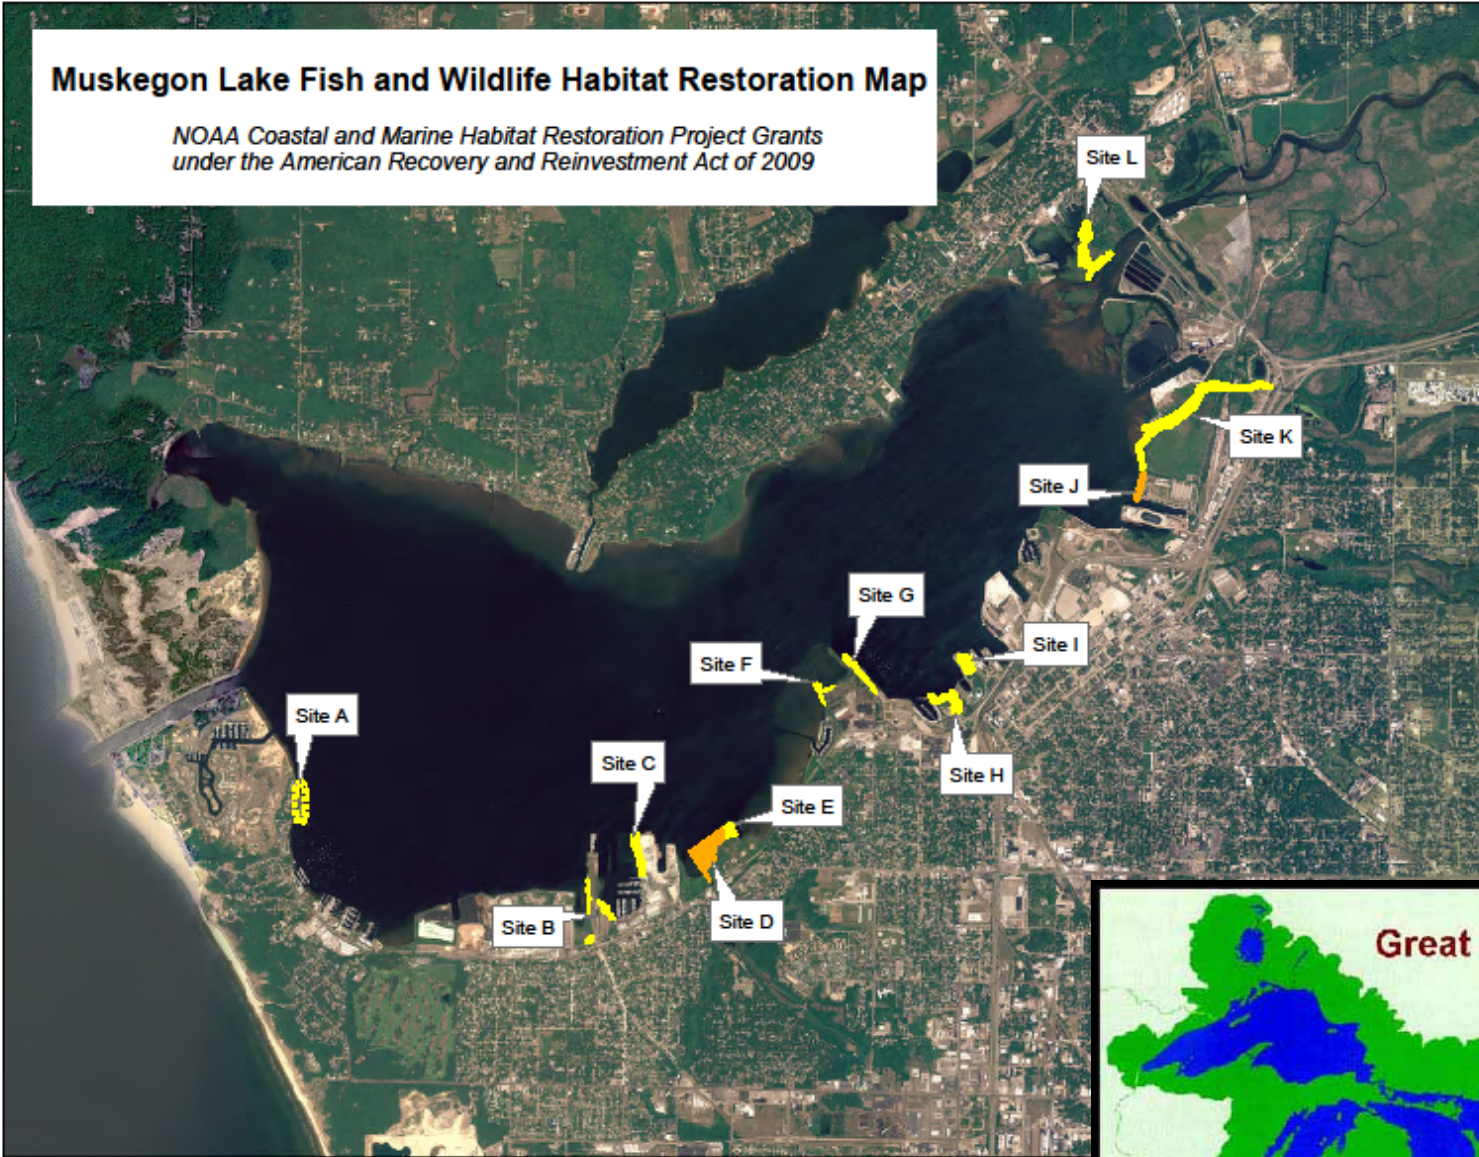 Muskegon Lake Fish and Wildlife Habitat Restoration Map
NOAA Coastal and Marine Habitat Restoration Project Grants
under the American Recovery and Reinvestment Act of 2009
Site L
Site K
Site J
Site G
Site I
Site F
Site A
Site C
Site H
Site E
Site D
Site B
Great